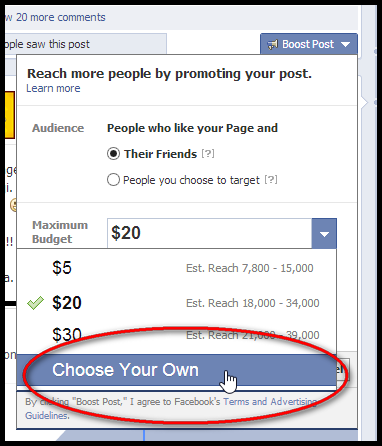 w 20 more comments
ople saw this post
Boost Post
Reach more people by promoting your post.
Learn more
Audience People who like your Page and
Their Friends [?]
People you choose to target [?]
Maximum Budget $20
$5 Est. Reach 7,800 - 15,000
$20 Est. Reach 18,000 - 34,000
$30 Est. Reach 21,000 - 39,000
Choose Your Own
By clicking "Boost Post," I agree to Facebook's Terms and Advertising
Guidelines.